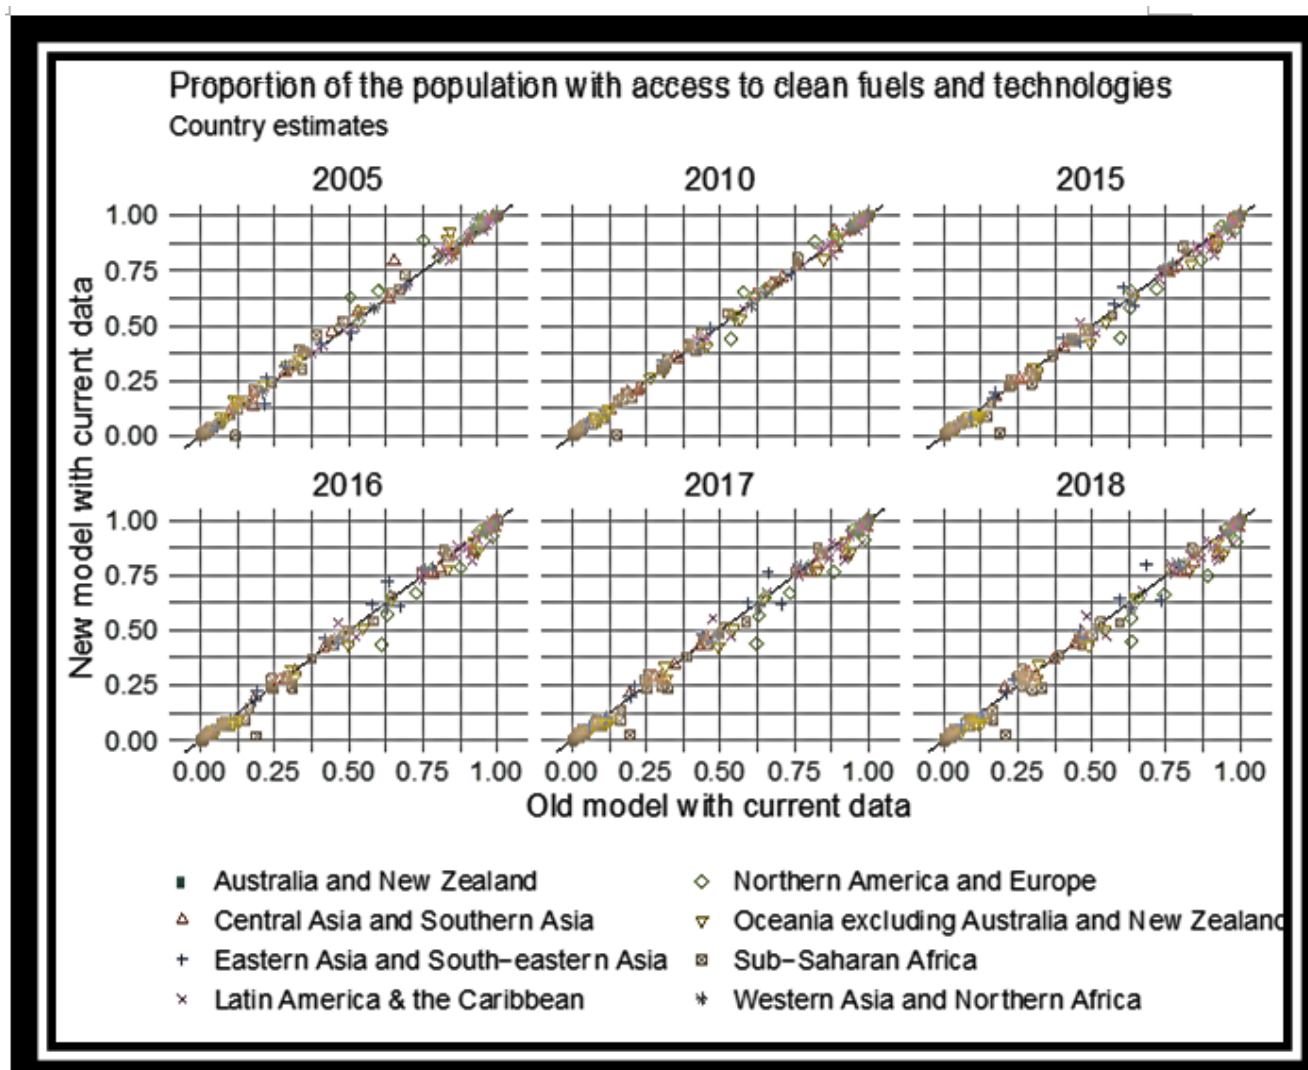 Proportion of the population with access to clean fuels and technologies
Country estimates
2005 2010 2015
1.00
0.75
0.50
0.25
0.00
2016 2017 2018
1.00
0.75
0.50
0.25
0.00
0.00 0.25 0.50 0.75 1.00 0.00 0.25 0.50 0.75 1.00 0.00 0.25 0.50 0.75 1.00
New model with current data
Old model with current data
Australia and New Zealand
Central Asia and Southern Asia
Eastern Asia and South-eastern Asia
Latin America & the Caribbean
Northern America and Europe
Oceania excluding Australia and New Zealand
Sub-Saharan Africa
Western Asia and Northern Africa